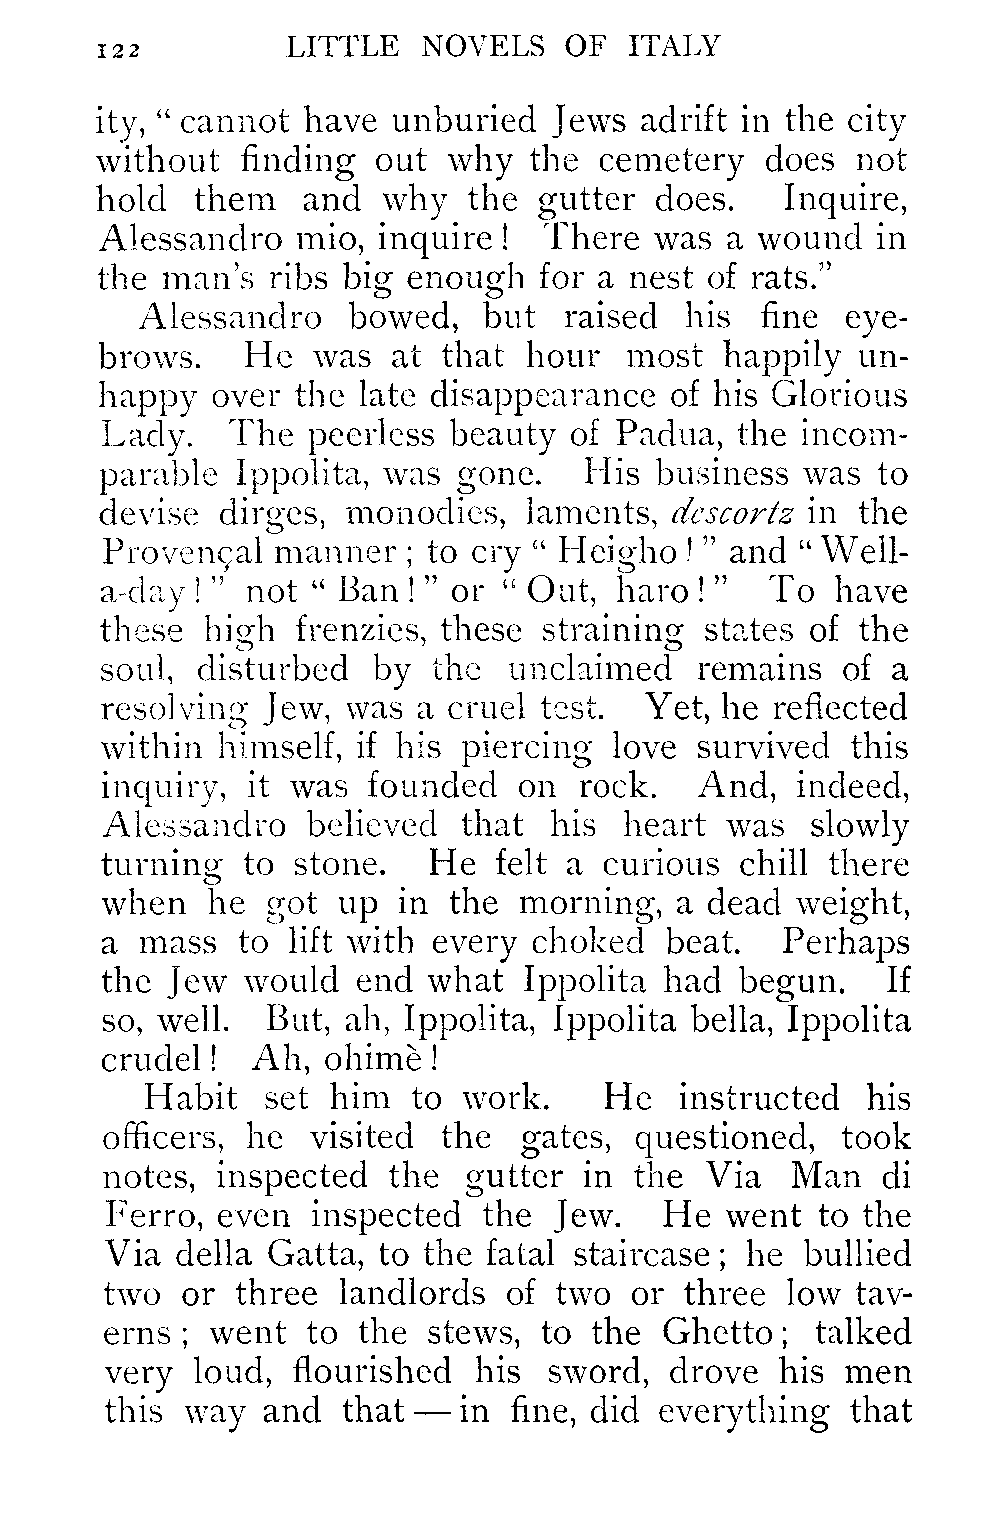 122 LITTLE NOVELS OF ITALY
ity, “ cannot have unburied Jews adrift in the city
without finding out why the cemetery does not
hold them and why the gutter does. Inquire,
Alessandro mio, inquire ! There was a wound in
the man’s ribs big enough for a nest of rats.”
Alessandro bowed, but raised his fine eye-
brows. He was at that hour most happily un-
happy over the late disappearance of his Glorious
Lady. The peerless beauty of Padua, the incom-
parable Ippolita, was gone. His business was to
devise dirges, monodies, laments, descortz in the
Provençal manner ; to cry “ Heigho ! ” and “ Well-
a-day ! ” not “ Ban ! ” or “ Out, haro ! ” To have
these high frenzies, these straining states of the
soul, disturbed by the unclaimed remains of a
resolving Jew, was a cruel test. Yet, he reflected
within himself, if his piercing love survived this
inquiry, it was founded on rock. And, indeed,
Alessandro believed that his heart was slowly
turning to stone. He felt a curious chill there
when he got up in the morning, a dead weight,
a mass to lift with every choked beat. Perhaps
the Jew would end what Ippolita had begun. If
so, well. But, ah, Ippolita, Ippolita bella, Ippolita
crudel ! Ah, ohimè !
Habit set him to work. He instructed his
officers, he visited the gates, questioned, took
notes, inspected the gutter in the Via Man di
Ferro, even inspected the Jew. He went to the
Via della Gatta, to the fatal staircase ; he bullied
two or three landlords of two or three low tav-
erns ; went to the stews, to the Ghetto ; talked
very loud, flourished his sword, drove his men
this way and that — in fine, did everything that